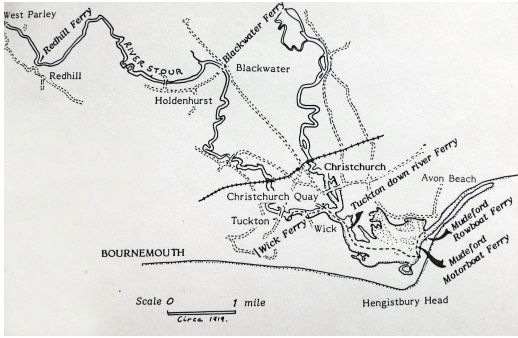 West Parley
Redhill Ferry
Redhill
RIVER STOUR
Holdenhurst
Blackwater Ferry
Blackwater
Christchurch
Christchurch Quay
Tuckton down river Ferry
Avon Beach
Tuckton
Wick Ferry
Wick
Mudeford
Rowboat Ferry
Mudeford
Motorboat Ferry
BOURNEMOUTH
Hengistbury Head
Scale 0 1 mile
Circa 1919.